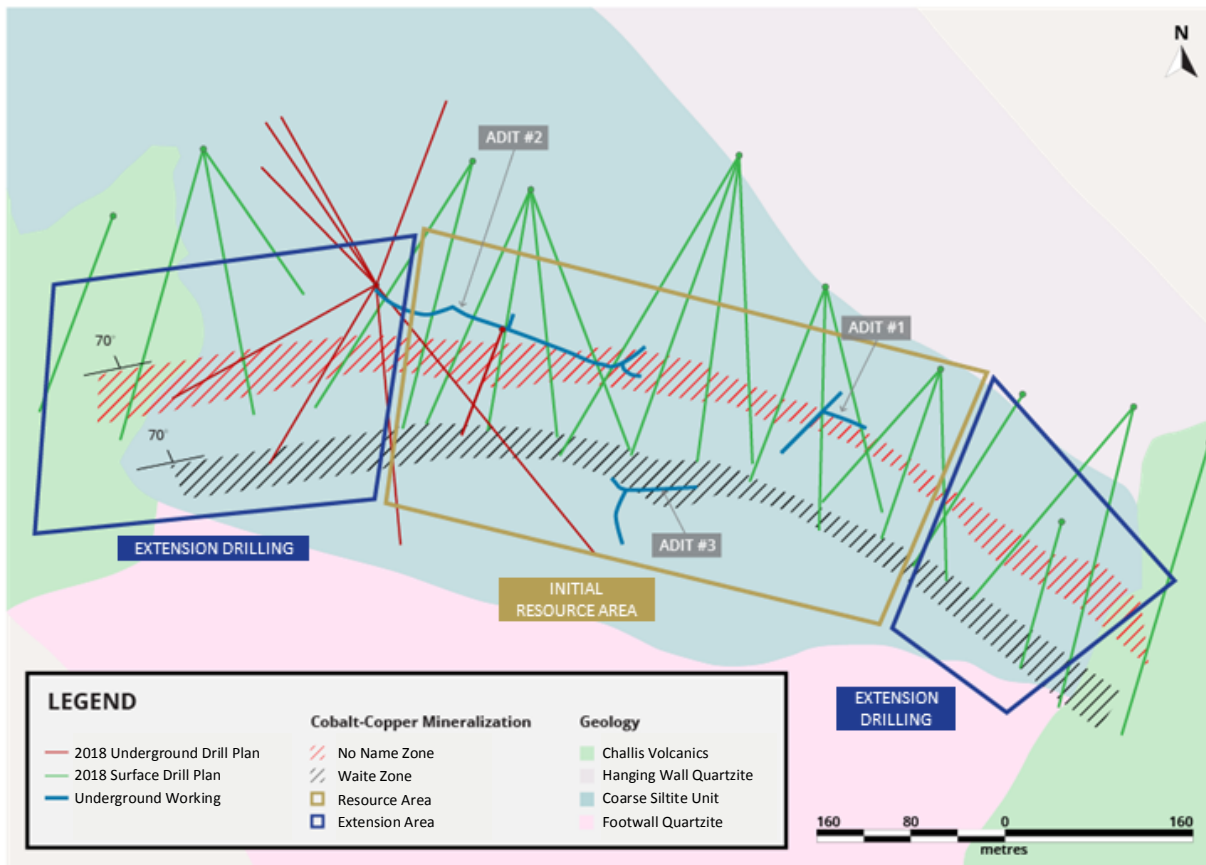 N
ADIT #2
ADIT #1
70°
70°
ADIT #3
EXTENSION DRILLING
INITIAL
RESOURCE AREA
EXTENSION
DRILLING
LEGEND
2018 Underground Drill Plan
2018 Surface Drill Plan
Underground Working
Cobalt-Copper Mineralization
No Name Zone
Waite Zone
Resource Area
Extension Area
Geology
Challis Volcanics
Hanging Wall Quartzite
Coarse Siltite Unit
Footwall Quartzite
160 80 0 160
metres